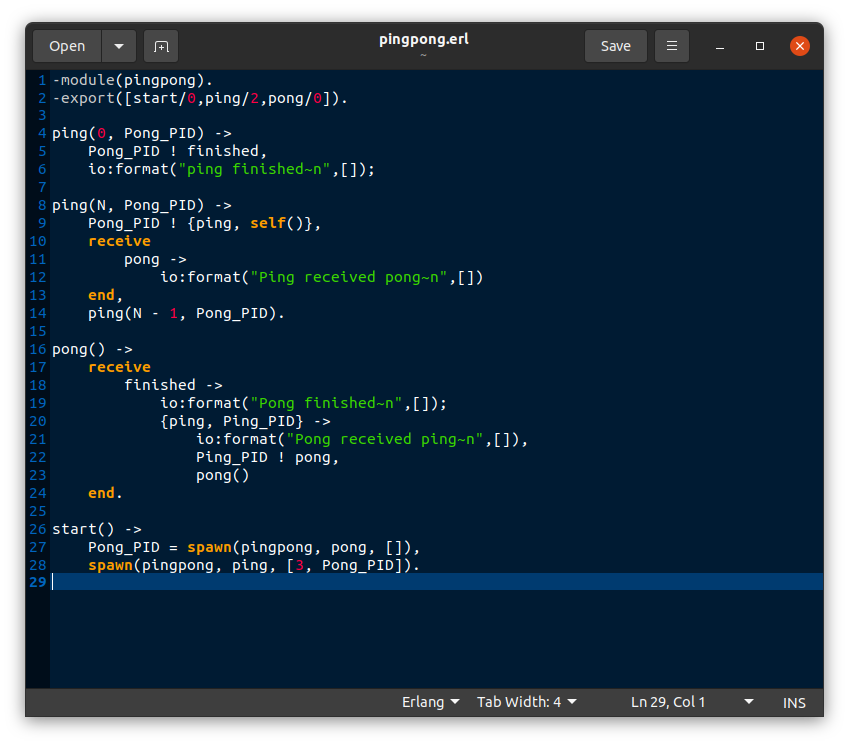 Open
pingpong.erl
~
Save
1 -module(pingpong).
2 -export([start/0,ping/2,pong/0]).
3
4 ping(0, Pong_PID) ->
5     Pong_PID ! finished,
6     io:format("ping finished~n",[]);
7
8 ping(N, Pong_PID) ->
9     Pong_PID ! {ping, self()},
10     receive
11         pong ->
12             io:format("Ping received pong~n",[])
13     end,
14     ping(N - 1, Pong_PID).
15
16 pong() ->
17     receive
18         finished ->
19             io:format("Pong finished~n",[]);
20             {ping, Ping_PID} ->
21                 io:format("Pong received ping~n",[]),
22                 Ping_PID ! pong,
23                 pong()
24     end.
25
26 start() ->
27     Pong_PID = spawn(pingpong, pong, []),
28     spawn(pingpong, ping, [3, Pong_PID]).
29
Erlang Tab Width: 4 Ln 29, Col 1 INS